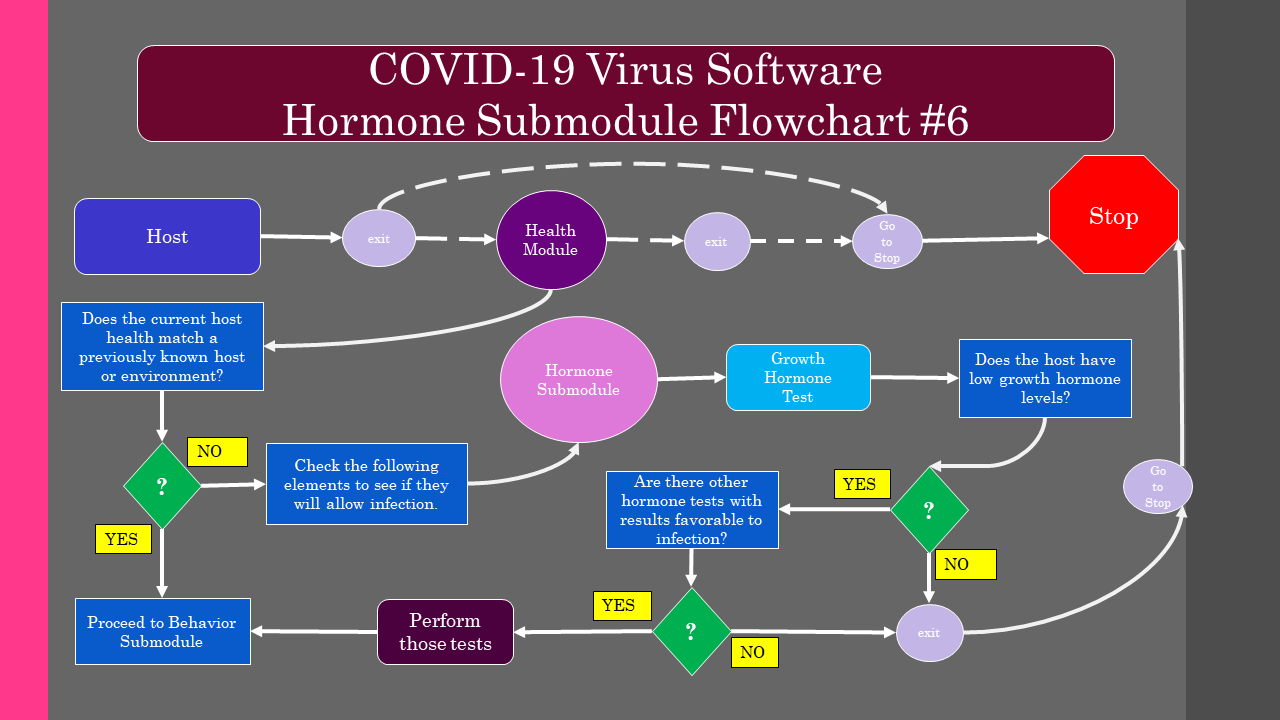 COVID-19 Virus Software
Hormone Submodule Flowchart #6
Host
exit
Health
Module
exit
Go
to
Stop
Stop
Does the current host
health match a
previously known host
or environment?
Hormone
Submodule
Growth
Hormone
Test
Does the host have
low growth hormone
levels?
NO
?
Check the following
elements to see if they
will allow infection.
YES
Are there other
hormone tests with
results favorable to
infection?
YES
?
NO
Go
to
Stop
Proceed to Behavior
Submodule
Perform
those tests
YES
?
NO
exit